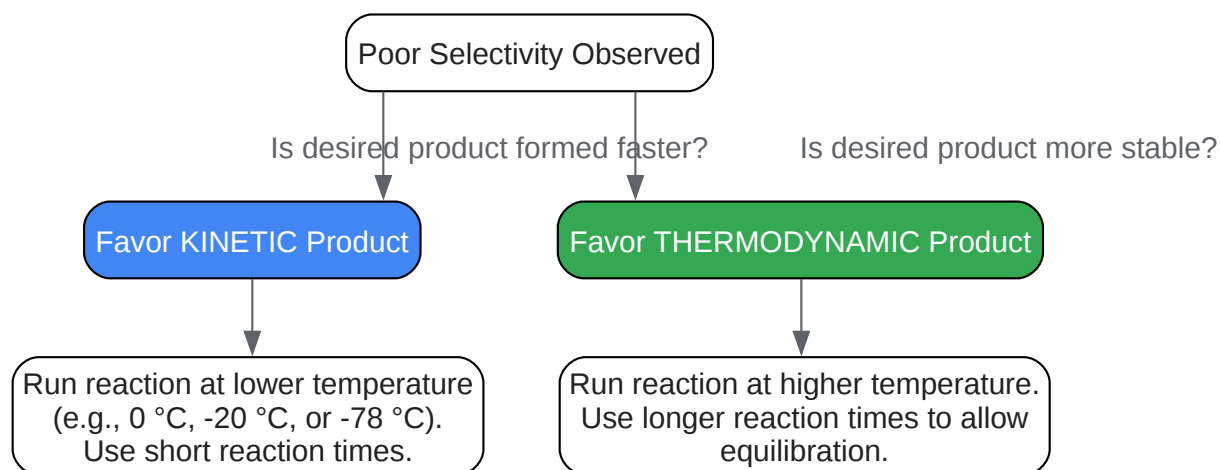 Poor Selectivity Observed
Is desired product formed faster?
Is desired product more stable?
Favor KINETIC Product
Favor THERMODYNAMIC Product
Run reaction at lower temperature
(e.g., 0 °C, -20 °C, or -78 °C).
Use short reaction times.
Run reaction at higher temperature.
Use longer reaction times to allow
equilibration.